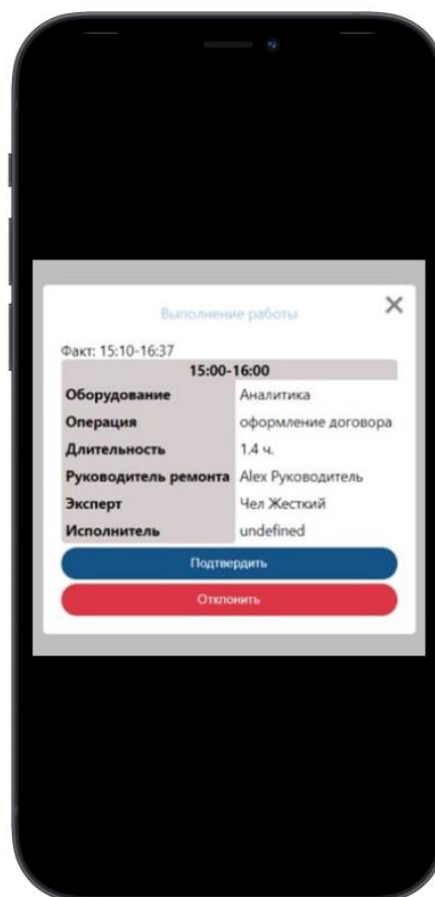 Выполнение работы
Факт: 15:10-16:37
15:00-16:00
Оборудование Аналитика
Операция оформление договора
Длительность 1.4 ч.
Руководитель ремонта Alex Руководитель
Эксперт Чел Жесткий
Исполнитель undefined
Подтвердить
Отклонить